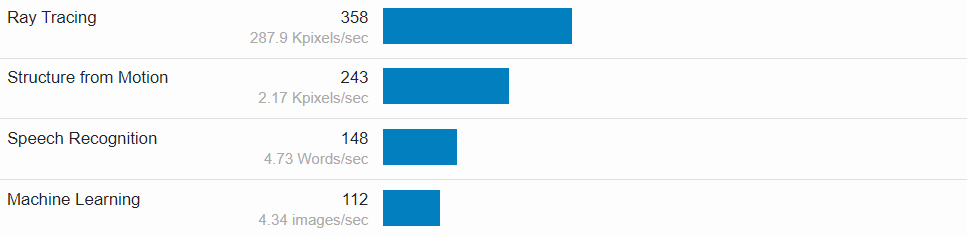 Ray Tracing 358
287.9 Kpixels/sec
Structure from Motion 243
2.17 Kpixels/sec
Speech Recognition 148
4.73 Words/sec
Machine Learning 112
4.34 images/sec